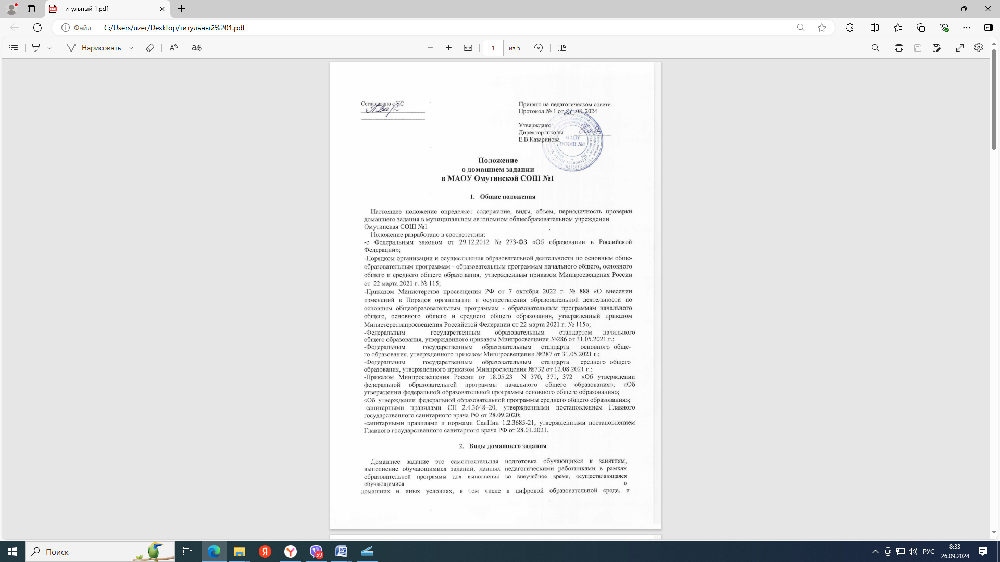 титульный 1.pdf
Файл
C:/Users/uzer/Desktop/титульный%201.pdf
Нарисовать
1 из 5
Согласовано с УС
Принято на педагогическом совете
Протокол № 1 от 28.08. 2024
Утверждаю:
Директор школы
Е.В.Казаринова
МАОУ
ОСОШ №1
Положение
о домашнем задании
в МАОУ Омутинской СОШ №1
1. Общие положения
Настоящее положение определяет содержание, виды, объем, периодичность проверки
домашнего задания в муниципальном автономном общеобразовательном учреждении
Омутинская СОШ №1
Положение разработано в соответствии:
-с Федеральным законом от 29.12.2012 № 273-ФЗ «Об образовании в Российской
Федерации»;
-Порядком организации и осуществления образовательной деятельности по основным обще-
образовательным программам - образовательным программам начального общего, основного
общего и среднего общего образования, утвержденным приказом Минпросвещения России
от 22 марта 2021 г. № 115;
-Приказом Министерства просвещения РФ от 7 октября 2022 г. № 888 «О внесении
изменений в Порядок организации и осуществления образовательной деятельности по
основным общеобразовательным программам - образовательным программам начального
общего, основного общего и среднего общего образования, утвержденный приказом
Министерствапросвещения Российской Федерации от 22 марта 2021 г. № 115»;
-Федеральным государственным образовательным стандартом начального
общего образования, утвержденного приказом Минпросвещения №286 от 31.05.2021 г.;
-Федеральным государственным образовательным стандарта основного обще-
го образования, утвержденного приказом Минпросвещения №287 от 31.05.2021 г.;
-Федеральным государственным образовательным стандарта среднего общего
образования, утвержденного приказом Минпросвещения №732 от 12.08.2021 г.;
-Приказом Минпросвещения России от 18.05.23 N 370, 371, 372 «Об утверждении
федеральной образовательной программы начального общего образования»; «Об
утверждении федеральной образовательной программы основного общего образования»;
«Об утверждении федеральной образовательной программы среднего общего образования»;
-санитарными правилами СП 2.4.3648–20, утвержденными постановлением Главного
государственного санитарного врача РФ от 28.09.2020;
-санитарными правилами и нормами СанПин 1.2.3685-21, утвержденными постановлением
Главного государственного санитарного врача РФ от 28.01.2021.
2. Виды домашнего задания
Домашнее задание это самостоятельная подготовка обучающихся к занятиям,
выполнение обучающимися заданий, данных педагогическими работниками в рамках
образовательной программы для выполнения во внеучебное время, осуществляющаяся
обучающимися в
домашних и иных условиях, в том числе в цифровой образовательной среде, и
Поиск
59
РУС
8:33
26.09.2024